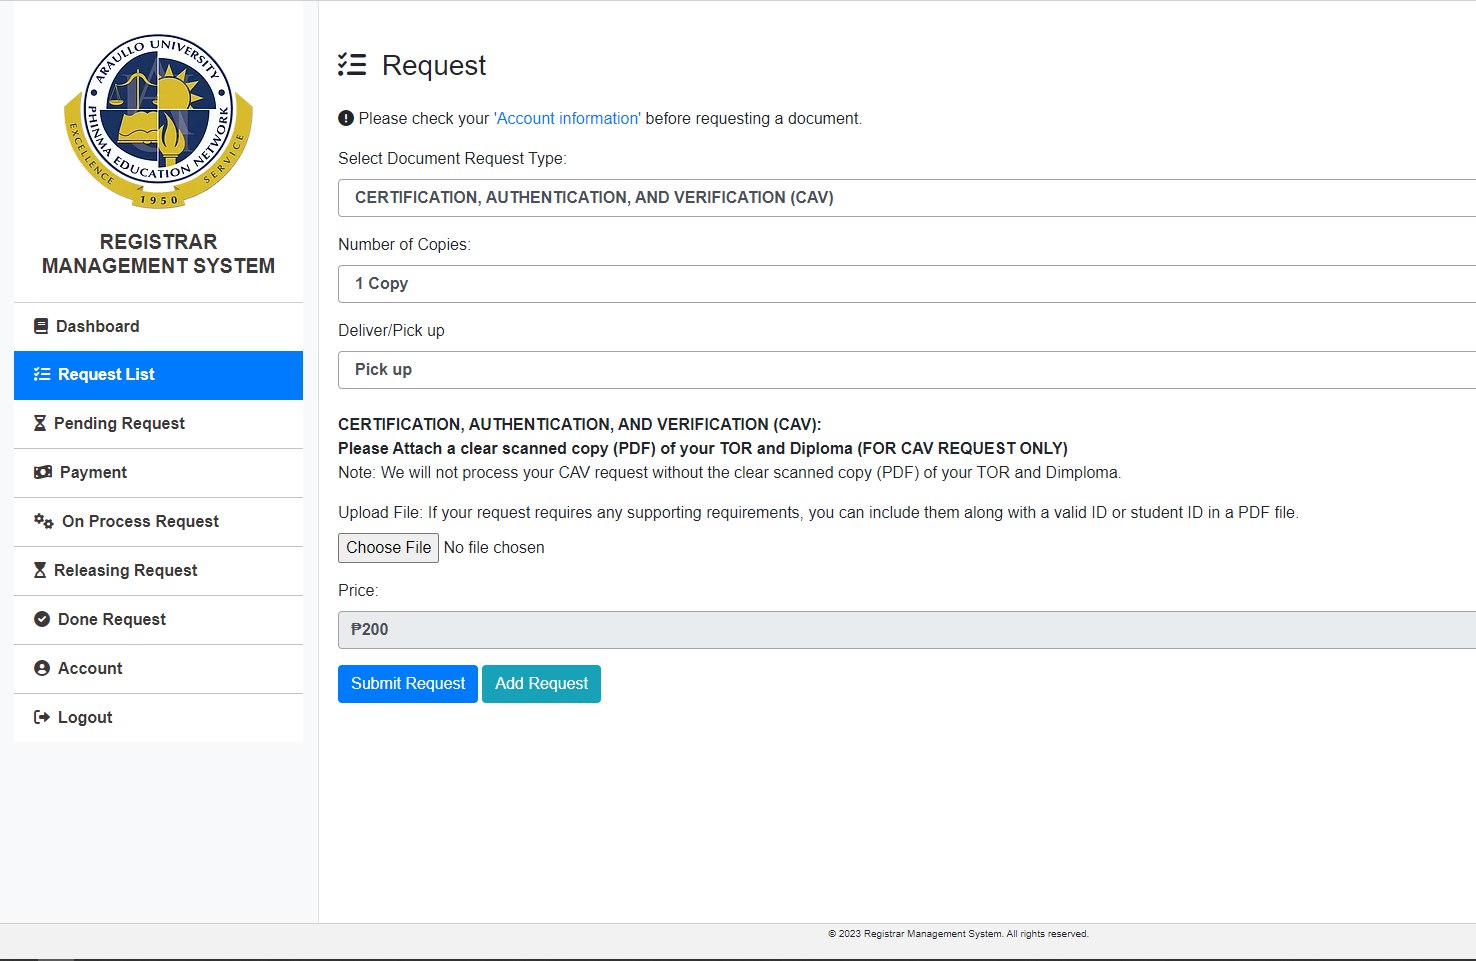 ARAULLO UNIVERSITY
PHINMA EDUCATION NETWORK
EXCELLENCE
SERVICE
1950
REGISTRAR
MANAGEMENT SYSTEM
Dashboard
Request List
Pending Request
Payment
On Process Request
Releasing Request
Done Request
Account
Logout
Request
Please check your 'Account information' before requesting a document.
Select Document Request Type:
CERTIFICATION, AUTHENTICATION, AND VERIFICATION (CAV)
Number of Copies:
1 Copy
Deliver/Pick up
Pick up
CERTIFICATION, AUTHENTICATION, AND VERIFICATION (CAV):
Please Attach a clear scanned copy (PDF) of your TOR and Diploma (FOR CAV REQUEST ONLY)
Note: We will not process your CAV request without the clear scanned copy (PDF) of your TOR and Dimploma.
Upload File: If your request requires any supporting requirements, you can include them along with a valid ID or student ID in a PDF file.
Choose File No file chosen
Price:
₱200
Submit Request Add Request
© 2023 Registrar Management System. All rights reserved.